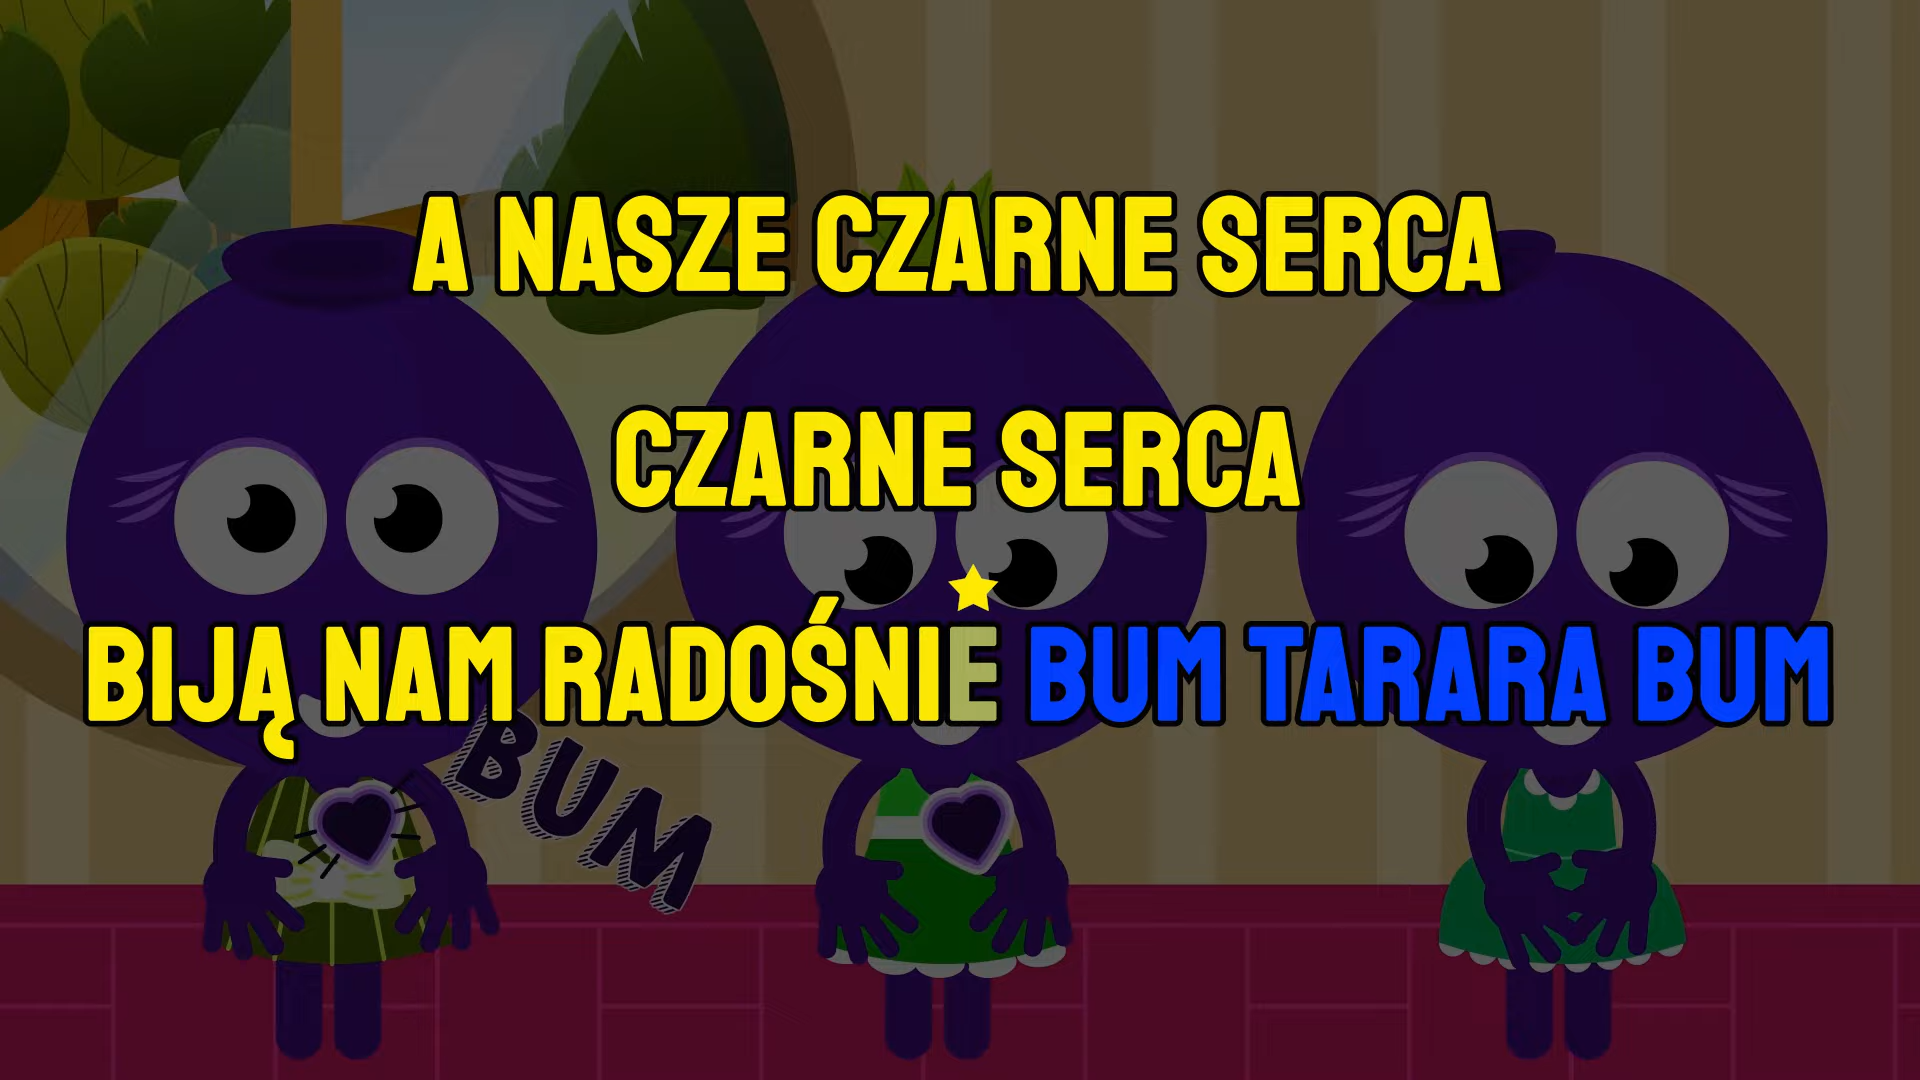 A NASZE CZARNE SERCA
CZARNE SERCA
BIJĄ NAM RADOŚNIE BUM TARARA BUM
BUM